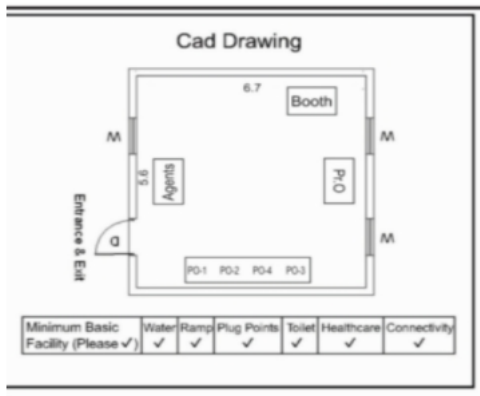 Cad Drawing
6.7
Booth
W
W
5.6
Agents
Pr.O
Entrance & Exit
D
W
PO-1 PO-2 PO-4 PO-3
Minimum Basic Facility (Please ✓) Water Ramp Plug Points Toilet Healthcare Connectivity
✓ ✓ ✓ ✓ ✓ ✓